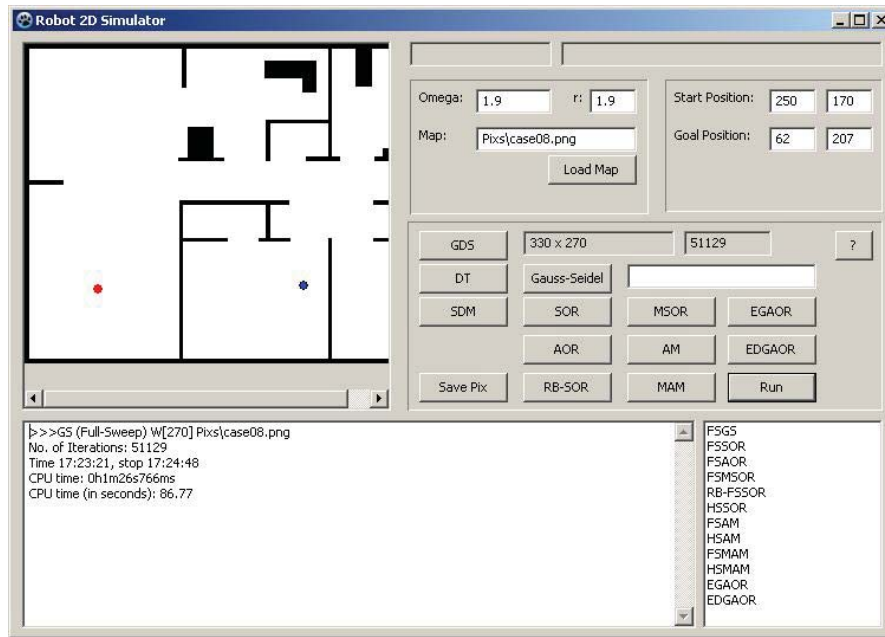 Robot 2D Simulator
Omega: 1.9 r: 1.9
Map: Pixs\case08.png
Load Map
Start Position: 250 170
Goal Position: 62 207
GDS 330 x 270 51129 ?
DT Gauss-Seidel
SDM SOR MSOR EGAOR
AOR AM EDGAOR
Save Pix RB-SOR MAM Run
>>>GS (Full-Sweep) W[270] Pixs\case08.png
No. of Iterations: 51129
Time 17:23:21, stop 17:24:48
CPU time: 0h1m26s766ms
CPU time (in seconds): 86.77
FSGS
FSSOR
FSAOR
FSMSOR
RB-FSSOR
HSSOR
FSAM
HSAM
FSMAM
HSMAM
EGAOR
EDGAOR